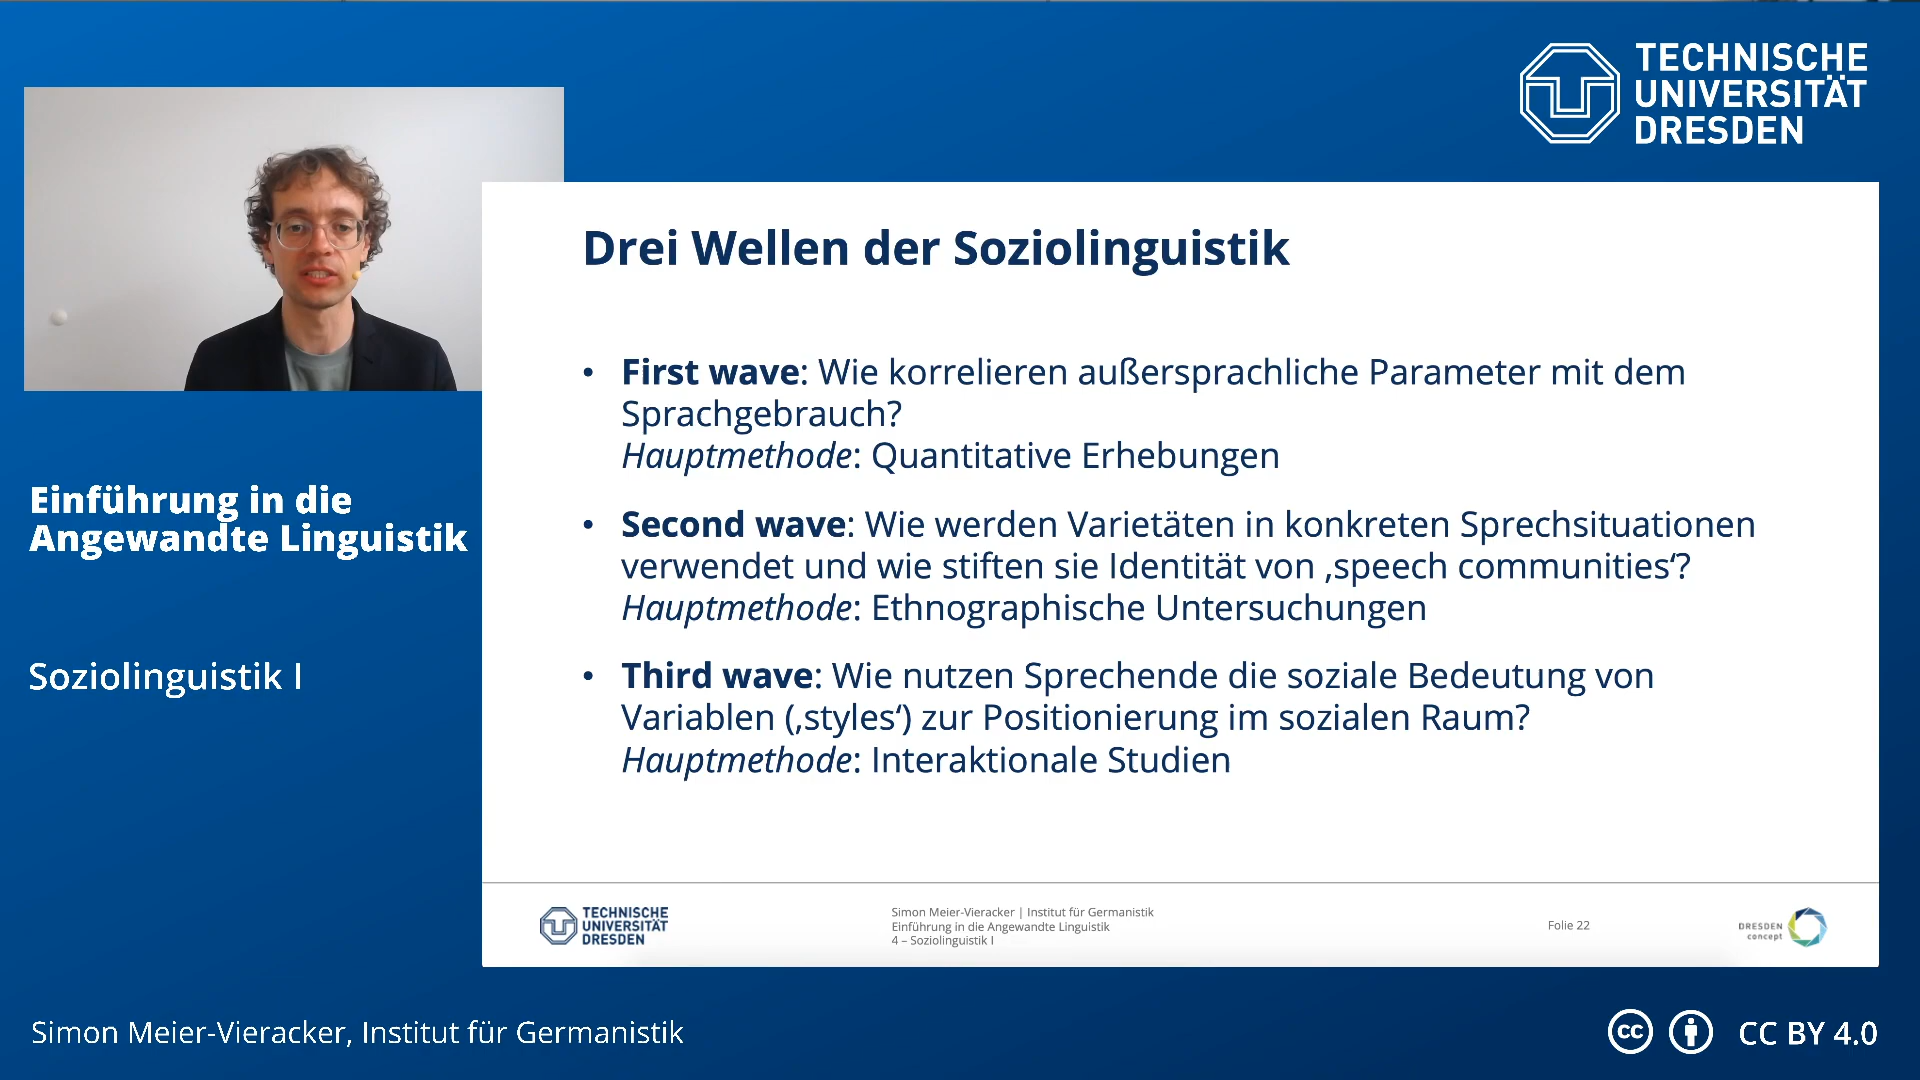 TECHNISCHE
UNIVERSITÄT
DRESDEN
Drei Wellen der Soziolinguistik
• First wave: Wie korrelieren außersprachliche Parameter mit dem
Sprachgebrauch?
Hauptmethode: Quantitative Erhebungen
• Second wave: Wie werden Varietäten in konkreten Sprechsituationen
verwendet und wie stiften sie Identität von ‚speech communities‘?
Hauptmethode: Ethnographische Untersuchungen
• Third wave: Wie nutzen Sprechende die soziale Bedeutung von
Variablen (‚styles‘) zur Positionierung im sozialen Raum?
Hauptmethode: Interaktionale Studien
Einführung in die
Angewandte Linguistik
Soziolinguistik I
TECHNISCHE
UNIVERSITÄT
DRESDEN
Simon Meier-Vieracker | Institut für Germanistik
Einführung in die Angewandte Linguistik
4 – Soziolinguistik I
Folie 22
DRESDEN
concept
Simon Meier-Vieracker, Institut für Germanistik
cc CC BY 4.0